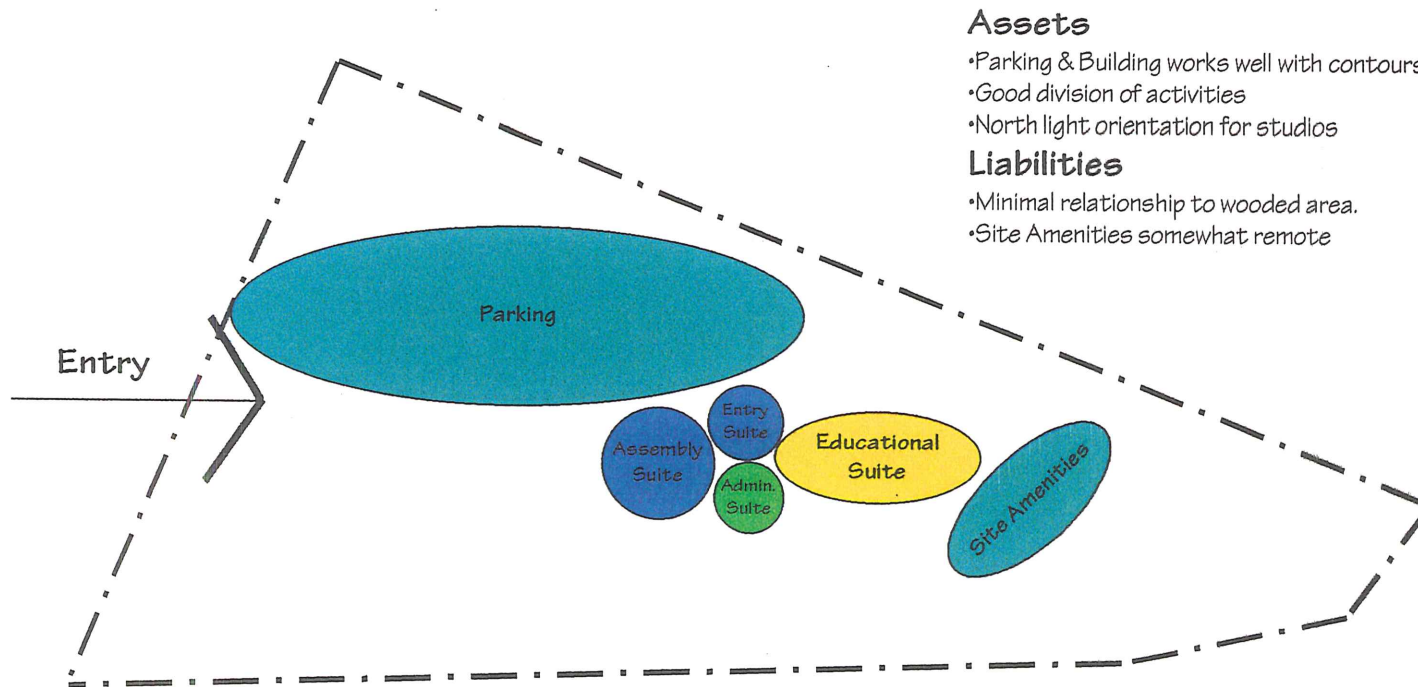 Assets
•Parking & Building works well with contours
•Good division of activities
•North light orientation for studios
Liabilities
•Minimal relationship to wooded area.
•Site Amenities somewhat remote
Parking
Entry
Entry
Suite
Assembly
Suite
Educational
Suite
Admin.
Suite
Site Amenities